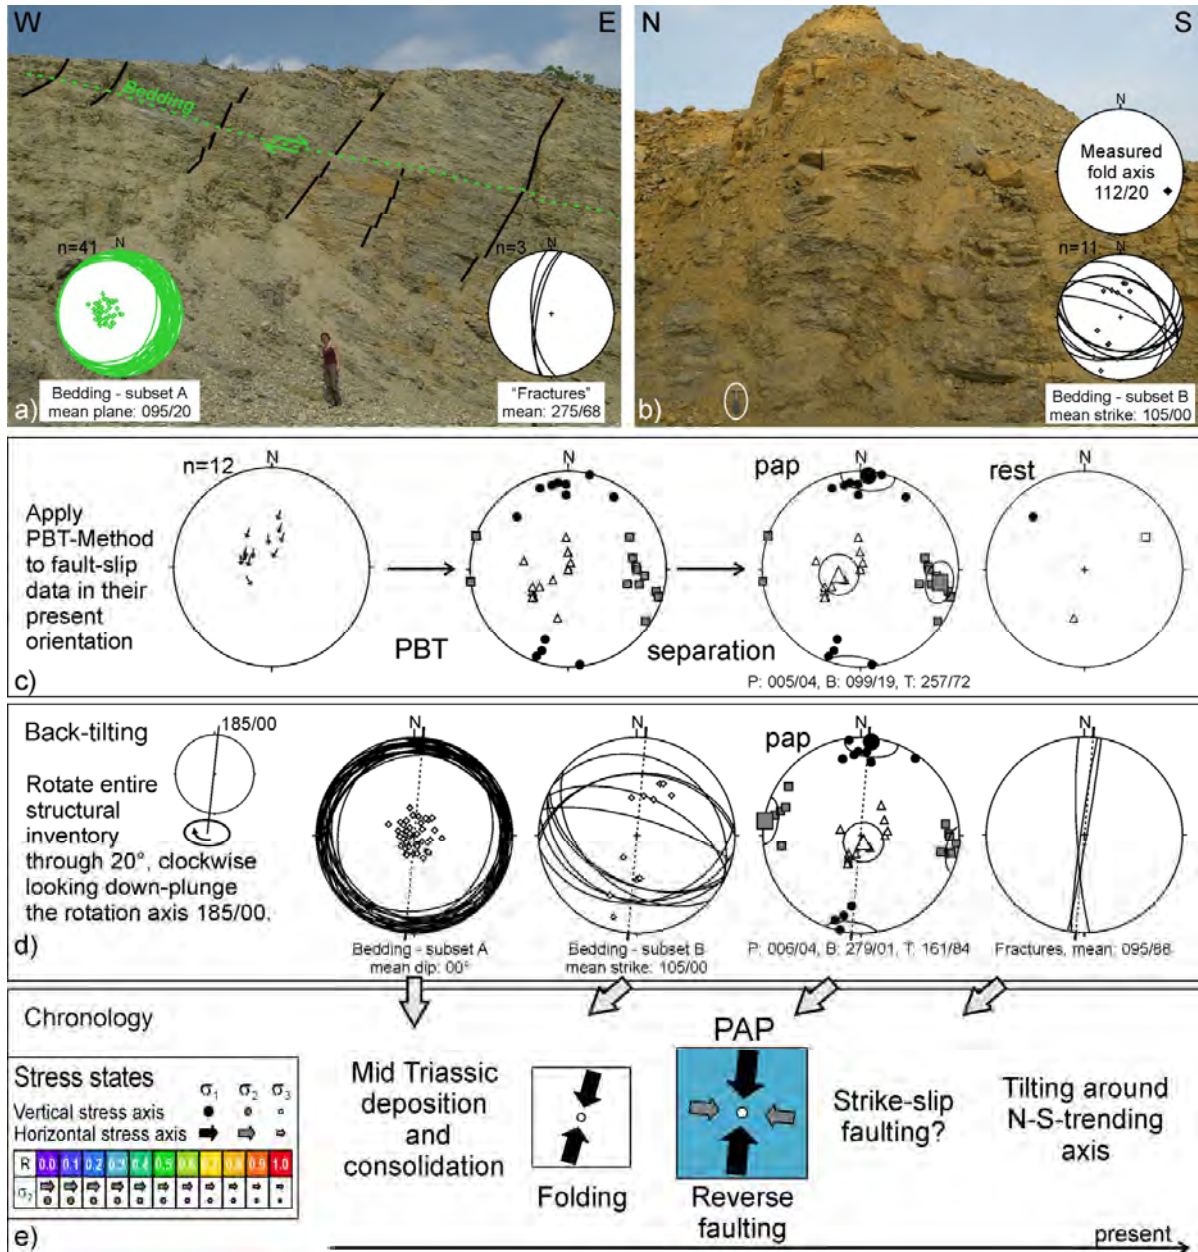 W
E
Bedding
n=41
N
n=3
N
Bedding - subset A
mean plane: 095/20
"Fractures"
mean: 275/68
a)
N
S
N
Measured
fold axis
112/20
n=11
N
Bedding - subset B
mean strike: 105/00
b)
Apply
PBT-Method
to fault-slip
data in their
present
orientation
n=12
N
N
PBT
pap
N
separation
P: 005/04, B: 099/19, T: 257/72
rest
N
c)
Back-tilting
185/00
Rotate entire
structural
inventory
through 20°, clockwise
looking down-plunge
the rotation axis 185/00.
N
Bedding - subset A
mean dip: 00°
N
Bedding - subset B
mean strike: 105/00
pap
N
P: 006/04, B: 279/01, T: 161/84
N
Fractures, mean: 095/88
d)
Chronology
Stress states
σ1 σ2 σ3
Vertical stress axis
Horizontal stress axis
R 0.0 0.1 0.2 0.3 0.4 0.5 0.6 0.7 0.8 0.9 1.0
σ2
Mid Triassic
deposition
and
consolidation
Folding
PAP
Reverse
faulting
Strike-slip
faulting?
Tilting around
N-S-trending
axis
present
e)